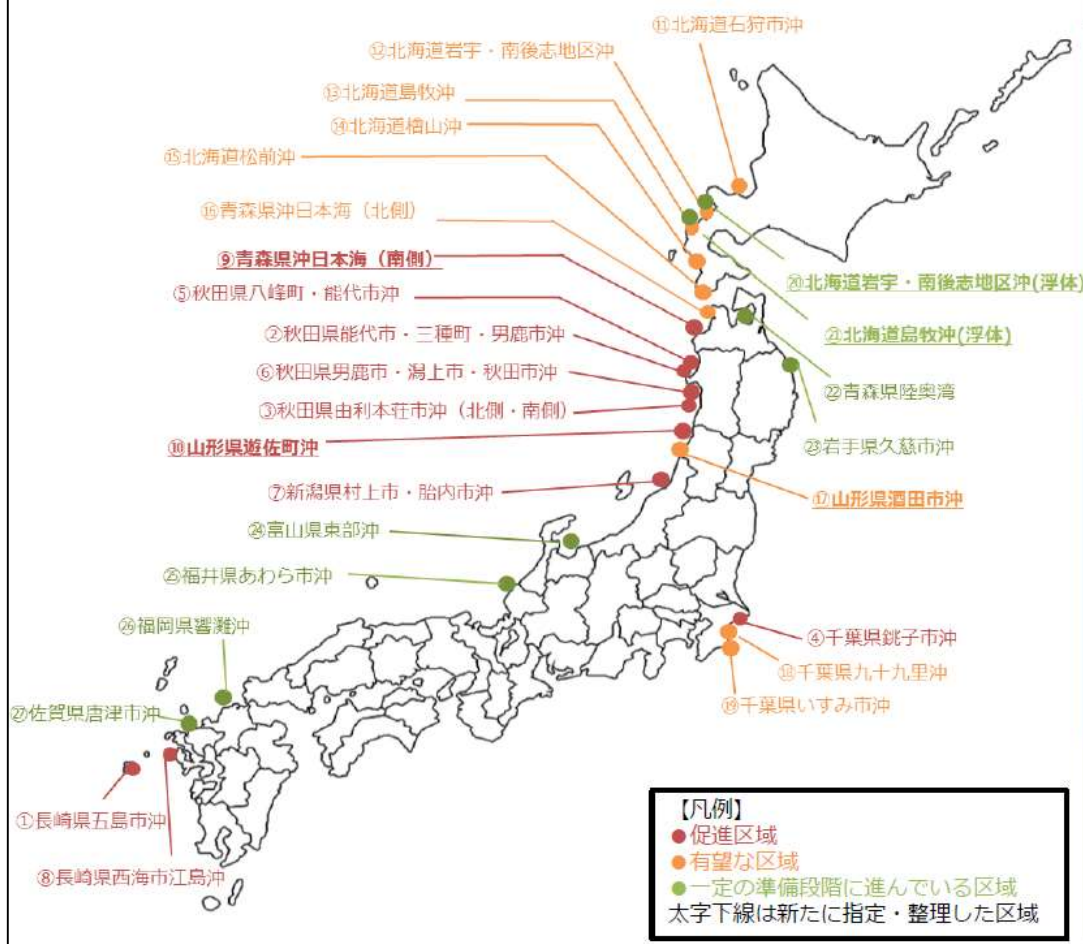 ⑪北海道石狩市沖
⑫北海道岩宇・南後志地区沖
⑬北海道島牧沖
⑭北海道檜山沖
⑮北海道松前沖
⑯青森県沖日本海（北側）
⑨青森県沖日本海（南側）
⑤秋田県八峰町・能代市沖
②秋田県能代市・三種町・男鹿市沖
⑥秋田県男鹿市・潟上市・秋田市沖
③秋田県由利本荘市沖（北側・南側）
⑩山形県遊佐町沖
⑦新潟県村上市・胎内市沖
⑳北海道岩宇・南後志地区沖(浮体)
㉑北海道島牧沖(浮体)
㉒青森県陸奥湾
㉓岩手県久慈市沖
⑰山形県酒田市沖
㉔富山県東部沖
㉕福井県あわら市沖
㉖福岡県響灘沖
㉗佐賀県唐津市沖
④千葉県銚子市沖
⑱千葉県九十九里沖
⑲千葉県いすみ市沖
①長崎県五島市沖
⑧長崎県西海市江島沖
【凡例】
●促進区域
●有望な区域
●一定の準備段階に進んでいる区域
太字下線は新たに指定・整理した区域